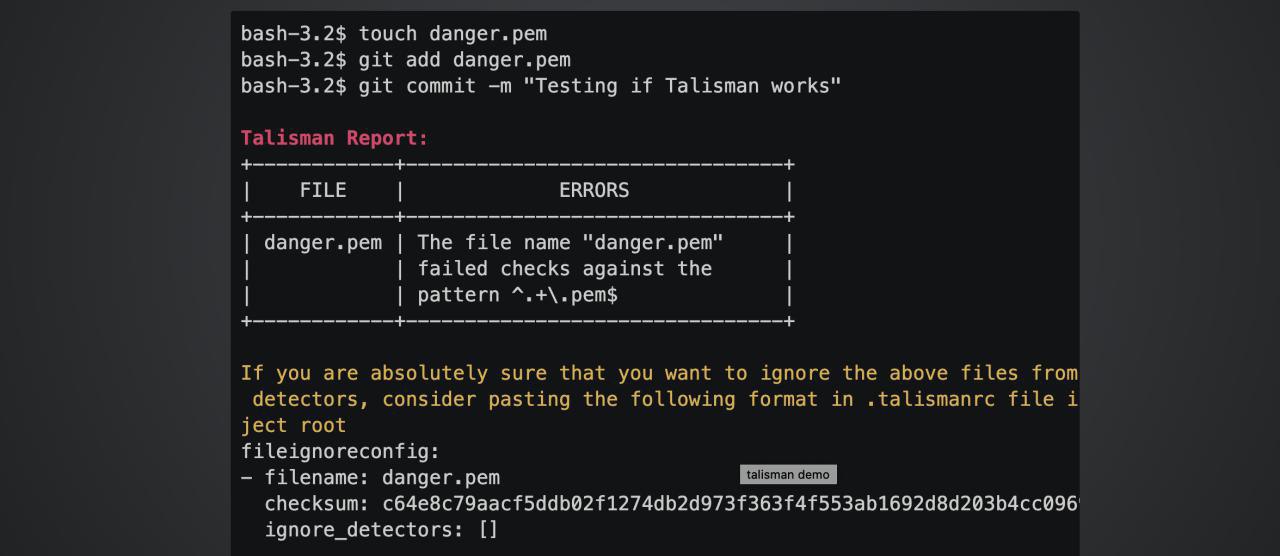 bash-3.2$ touch danger.pem
bash-3.2$ git add danger.pem
bash-3.2$ git commit -m "Testing if Talisman works"
Talisman Report:
+------------+--------------------------------+
| FILE | ERRORS |
+------------+--------------------------------+
| danger.pem | The file name "danger.pem" |
| | failed checks against the |
| | pattern ^.+\.pem$ |
+------------+--------------------------------+
If you are absolutely sure that you want to ignore the above files from
detectors, consider pasting the following format in .talismanrc file i
ject root
fileignoreconfig:
- filename: danger.pem
talisman demo
checksum: c64e8c79aacf5ddb02f1274db2d973f363f4f553ab1692d8d203b4cc096
ignore_detectors: []